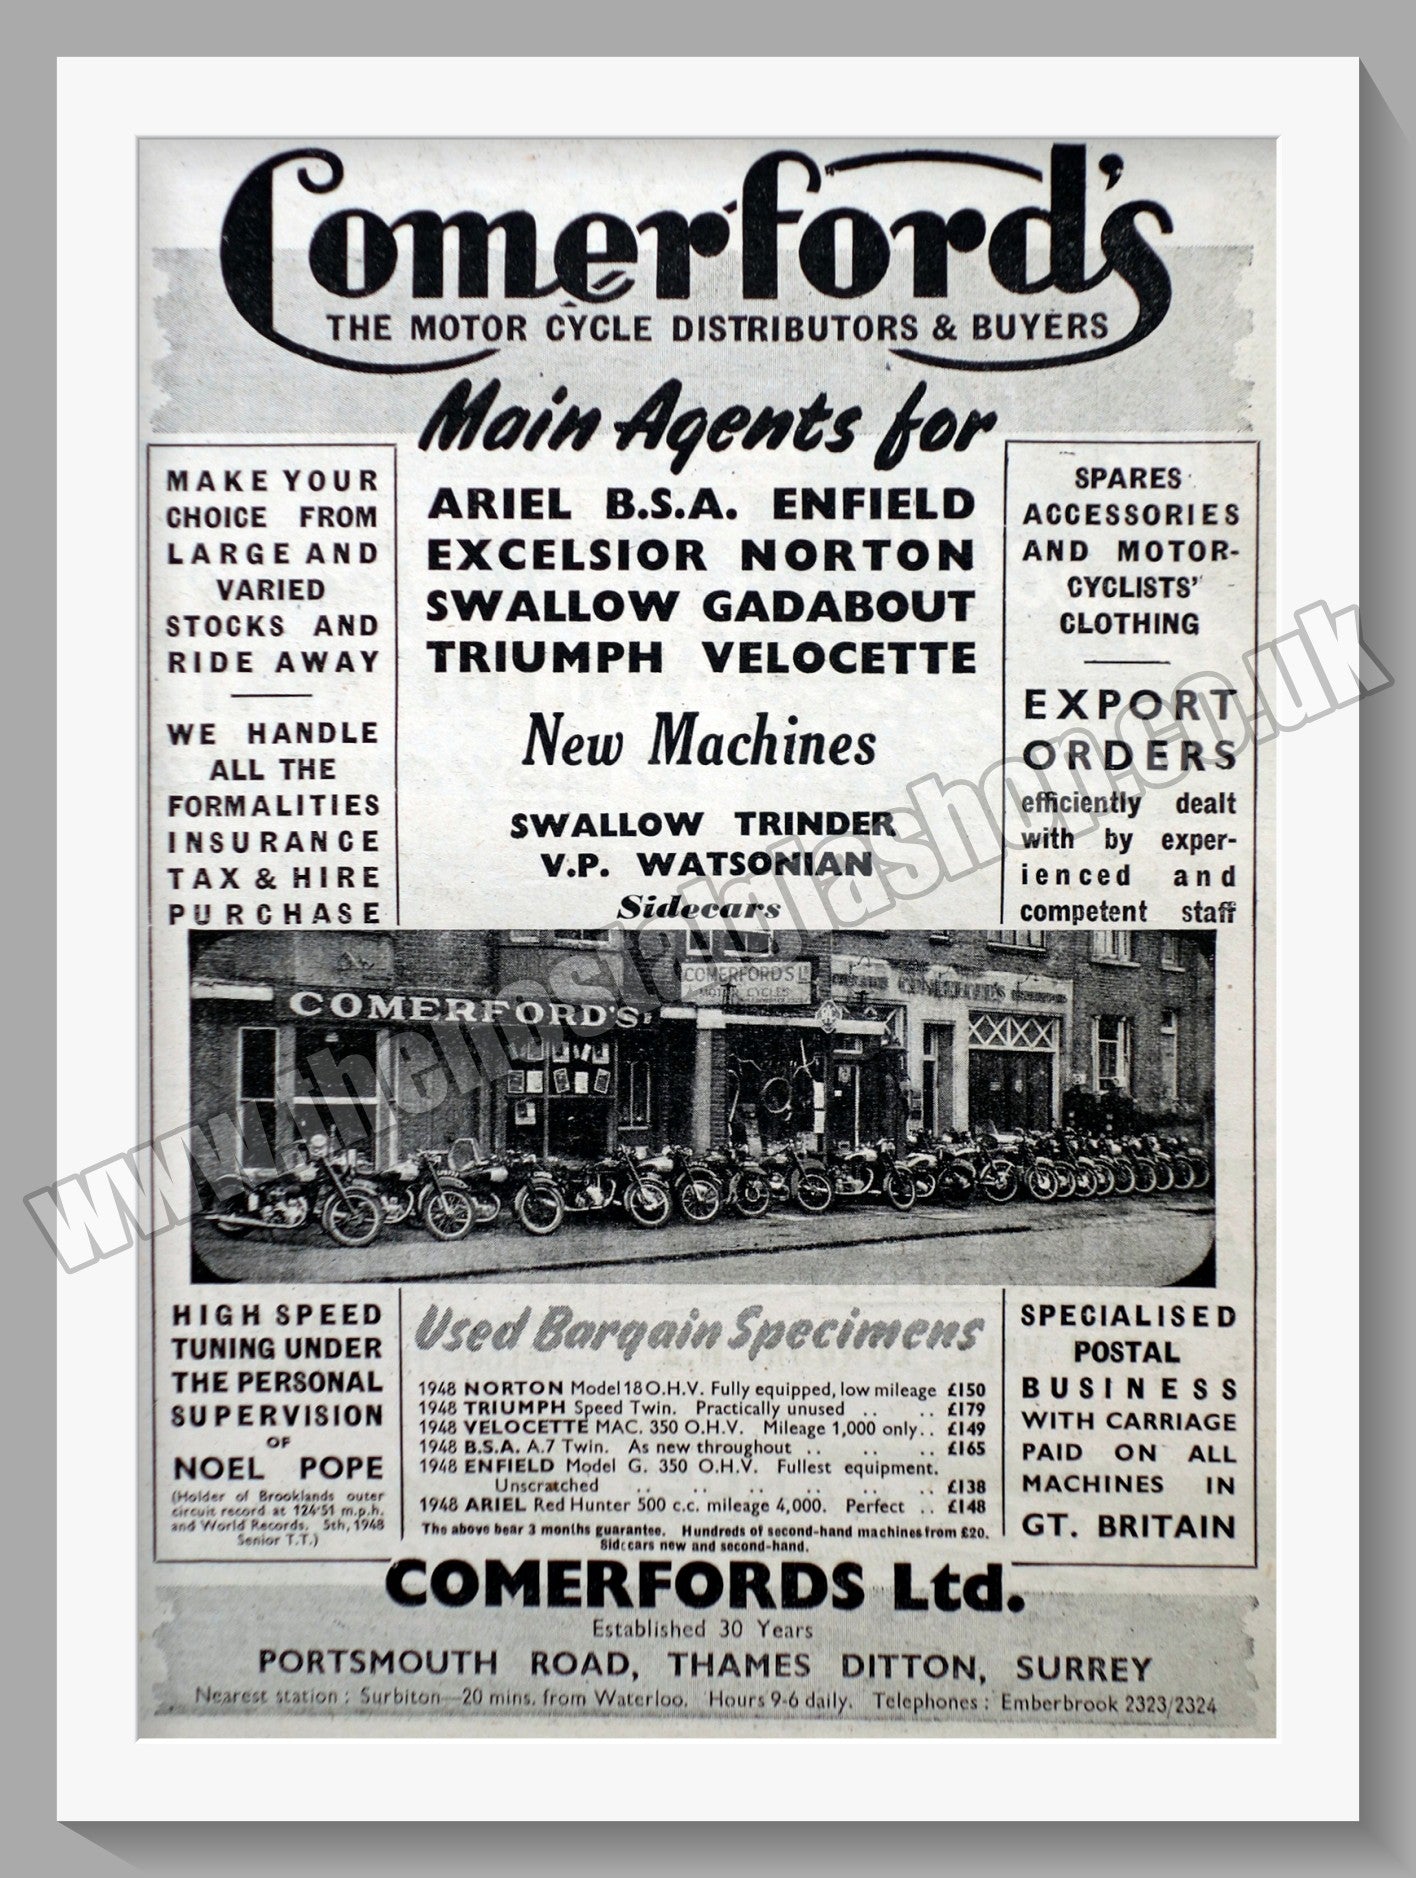 Comerford's
THE MOTOR CYCLE DISTRIBUTORS & BUYERS
Main Agents for
MAKE YOUR
CHOICE FROM
LARGE AND
VARIED
STOCKS AND
RIDE AWAY
WE HANDLE
ALL THE
FORMALITIES
INSURANCE
TAX & HIRE
PURCHASE
ARIEL B.S.A. ENFIELD
EXCELSIOR NORTON
SWALLOW GADABOUT
TRIUMPH VELOCETTE
New Machines
SWALLOW TRINDER
V.P. WATSONIAN
Sidecars
SPARES
ACCESSORIES
AND MOTOR-
CYCLISTS'
CLOTHING
EXPORT
ORDERS
efficiently dealt
with by exper-
ienced and
competent staff
COMERFORD'S
COMERFORD'S LTD
MOTOR CYCLES
COMERFORD'S
www.thenostalgiashop.co.uk
HIGH SPEED
TUNING UNDER
THE PERSONAL
SUPERVISION
OF
NOEL POPE
(Holder of Brooklands outer
circuit record at 124·51 m.p.h.
and World Records. 5th, 1948
Senior T.T.)
Used Bargain Specimens
1948 NORTON Model 18 O.H.V. Fully equipped, low mileage £150
1948 TRIUMPH Speed Twin. Practically unused .. .. £179
1948 VELOCETTE MAC. 350 O.H.V. Mileage 1,000 only.. £149
1948 B.S.A. A.7 Twin. As new throughout .. .. .. £165
1948 ENFIELD Model G. 350 O.H.V. Fullest equipment.
Unscratched .. .. .. .. .. .. £138
1948 ARIEL Red Hunter 500 c.c. mileage 4,000. Perfect .. £148
The above bear 3 months guarantee. Hundreds of second-hand machines from £20.
Sidecars new and second-hand.
SPECIALISED
POSTAL
BUSINESS
WITH CARRIAGE
PAID ON ALL
MACHINES IN
GT. BRITAIN
COMERFORDS Ltd.
Established 30 Years
PORTSMOUTH ROAD, THAMES DITTON, SURREY
Nearest station : Surbiton—20 mins. from Waterloo. Hours 9-6 daily. Telephones : Emberbrook 2323/2324